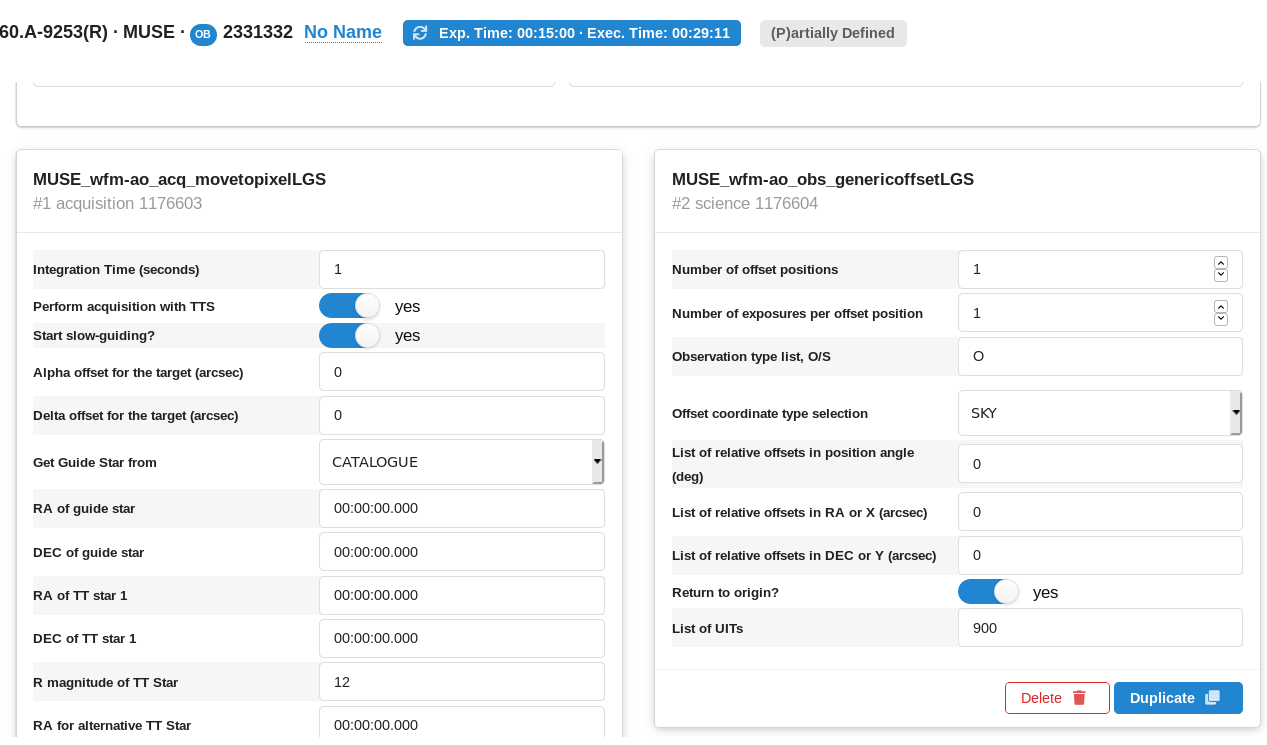 60.A-9253(R) · MUSE · OB 2331332 No Name Exp. Time: 00:15:00 · Exec. Time: 00:29:11 (P)artially Defined
MUSE_wfm-ao_acq_movetopixelLGS
#1 acquisition 1176603
Integration Time (seconds) 1
Perform acquisition with TTS yes
Start slow-guiding? yes
Alpha offset for the target (arcsec) 0
Delta offset for the target (arcsec) 0
Get Guide Star from CATALOGUE
RA of guide star 00:00:00.000
DEC of guide star 00:00:00.000
RA of TT star 1 00:00:00.000
DEC of TT star 1 00:00:00.000
R magnitude of TT Star 12
RA for alternative TT Star 00:00:00.000
MUSE_wfm-ao_obs_genericoffsetLGS
#2 science 1176604
Number of offset positions 1
Number of exposures per offset position 1
Observation type list, O/S O
Offset coordinate type selection SKY
List of relative offsets in position angle
(deg) 0
List of relative offsets in RA or X (arcsec) 0
List of relative offsets in DEC or Y (arcsec) 0
Return to origin? yes
List of UITs 900
Delete Duplicate